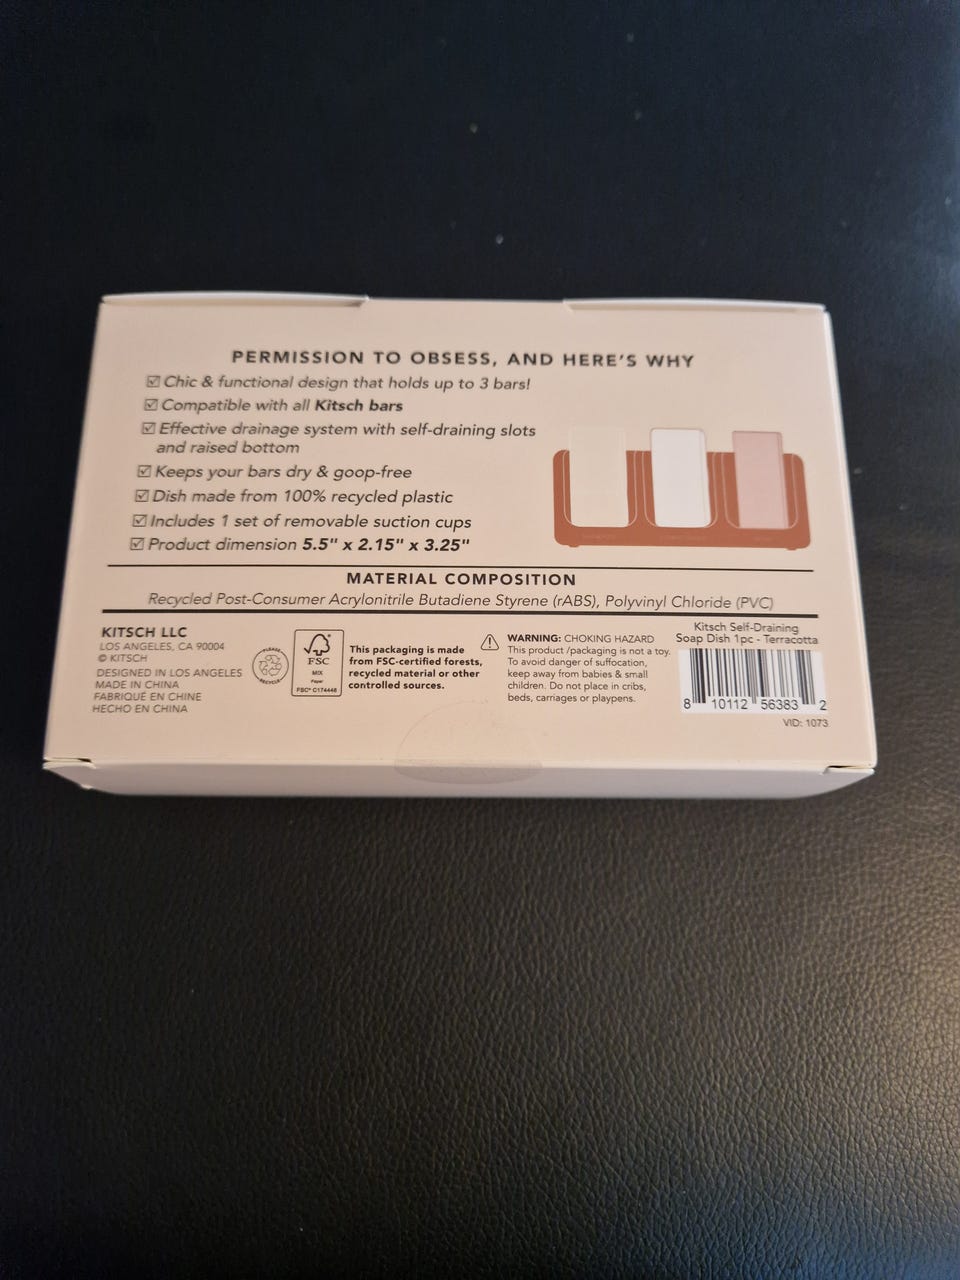 PERMISSION TO OBSESS, AND HERE'S WHY
Chic & functional design that holds up to 3 bars!
Compatible with all Kitsch bars
Effective drainage system with self-draining slots
and raised bottom
Keeps your bars dry & goop-free
Dish made from 100% recycled plastic
Includes 1 set of removable suction cups
Product dimension 5.5" x 2.15" x 3.25"
MATERIAL COMPOSITION
Recycled Post-Consumer Acrylonitrile Butadiene Styrene (rABS), Polyvinyl Chloride (PVC)
KITSCH LLC
LOS ANGELES, CA 90004
© KITSCH
DESIGNED IN LOS ANGELES
MADE IN CHINA
FABRIQUÉ EN CHINE
HECHO EN CHINA
PLEASE
RECYCLE
FSC
MIX
Paper
FSC® C174448
This packaging is made
from FSC-certified forests,
recycled material or other
controlled sources.
WARNING: CHOKING HAZARD
This product /packaging is not a toy.
To avoid danger of suffocation,
keep away from babies & small
children. Do not place in cribs,
beds, carriages or playpens.
Kitsch Self-Draining
Soap Dish 1pc - Terracotta
8 10112 56383 2
VID: 1073